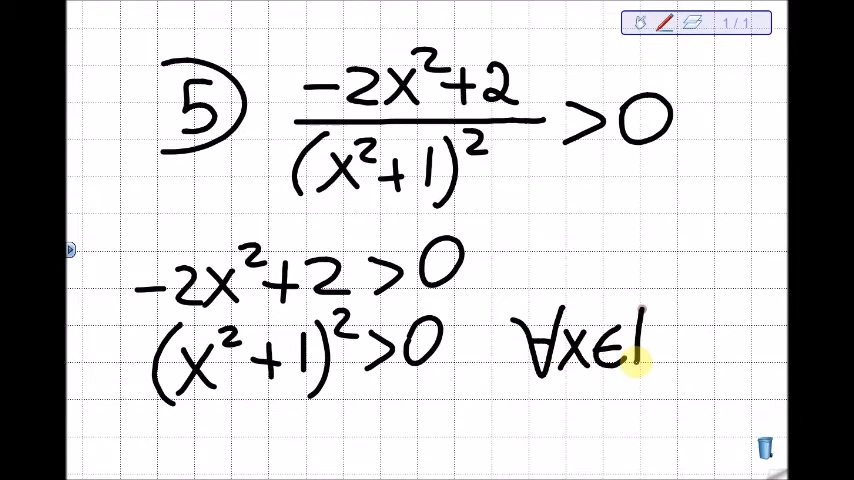 1 / 1
5) (-2x²+2)/(x²+1)² > 0
-2x²+2 > 0
(x²+1)² > 0 ∀x∈